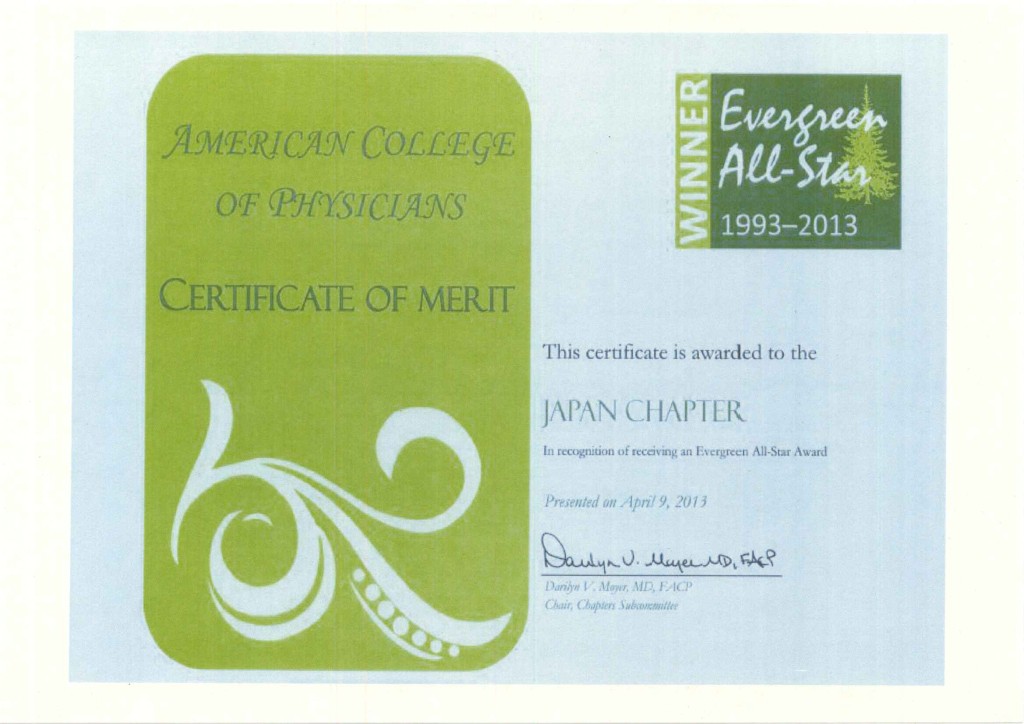 AMERICAN COLLEGE
OF PHYSICIANS
CERTIFICATE OF MERIT
WINNER
Evergreen
All-Star
1993–2013
This certificate is awarded to the
JAPAN CHAPTER
In recognition of receiving an Evergreen All-Star Award
Presented on April 9, 2013
Darilyn V. Moyer MD, FACP
Darilyn V. Moyer, MD, FACP
Chair, Chapters Subcommittee